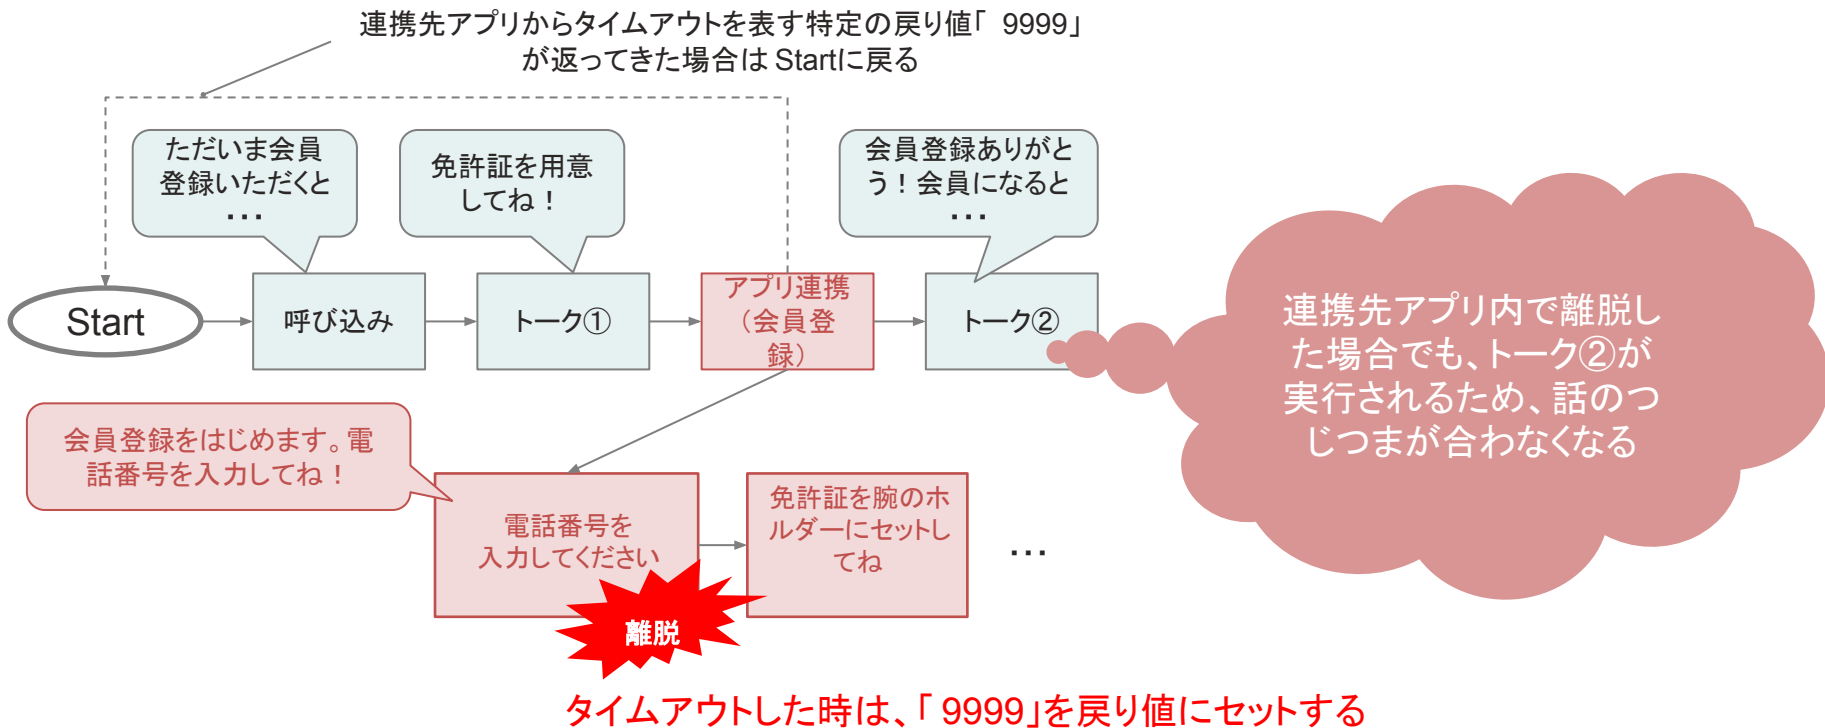 連携先アプリからタイムアウトを表す特定の戻り値「 9999」
が返ってきた場合は Startに戻る
ただいま会員
登録いただくと
・・・
免許証を用意
してね！
会員登録ありがと
う！会員になると
・・・
Start
呼び込み
トーク①
アプリ連携
（会員登
録）
トーク②
連携先アプリ内で離脱し
た場合でも、トーク②が
実行されるため、話のつ
じつまが合わなくなる
会員登録をはじめます。電
話番号を入力してね！
電話番号を
入力してください
免許証を腕のホ
ルダーにセットし
てね
・・・
離脱
タイムアウトした時は、「 9999」を戻り値にセットする